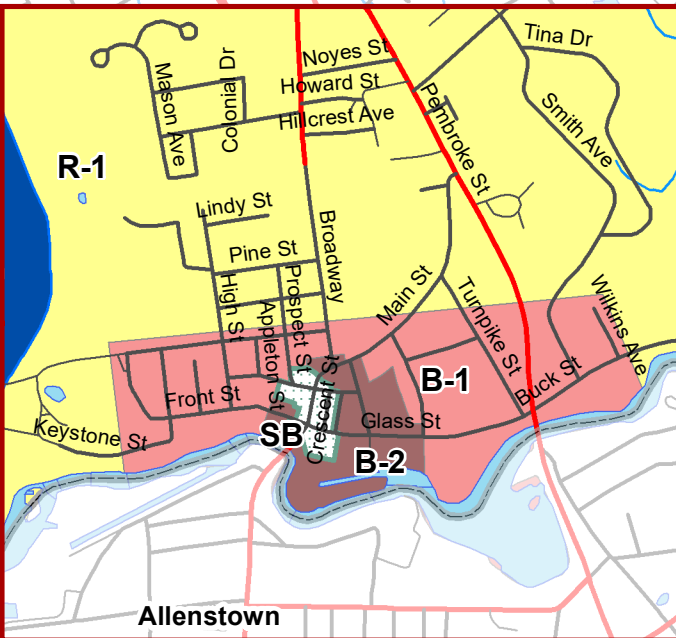 Tina Dr
Noyes St
Howard St
Hillcrest Ave
Mason Ave
Colonial Dr
Pembroke St
Smith Ave
R-1
Lindy St
Broadway
Pine St
Main St
High St
Appleton St
Prospect St
Turnpike St
Wilkins Ave
B-1
Buck St
Front St
Crescent St
Glass St
Keystone St
SB
B-2
Allenstown